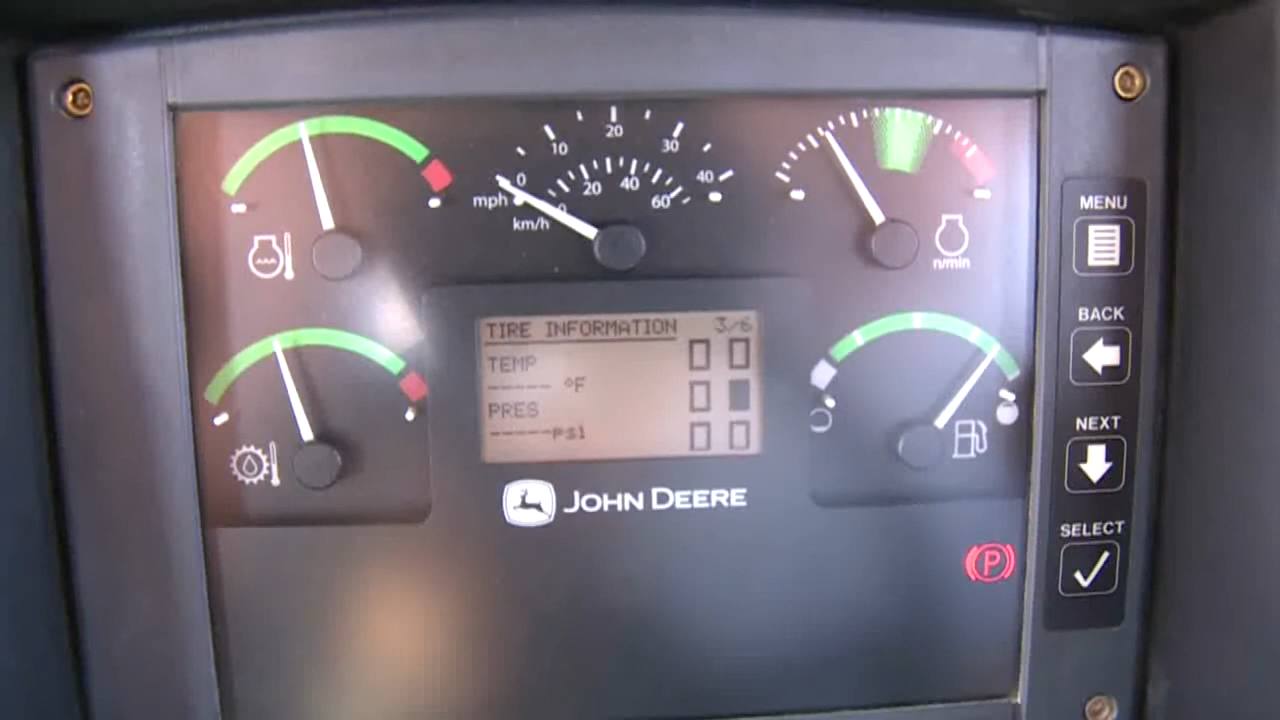 20
10
30
0
40
mph
20
40
0
60
km/h
n/min
MENU
BACK
NEXT
SELECT
TIRE INFORMATION 3/6
TEMP
----- °F
PRES
-----psi
JOHN DEERE
P